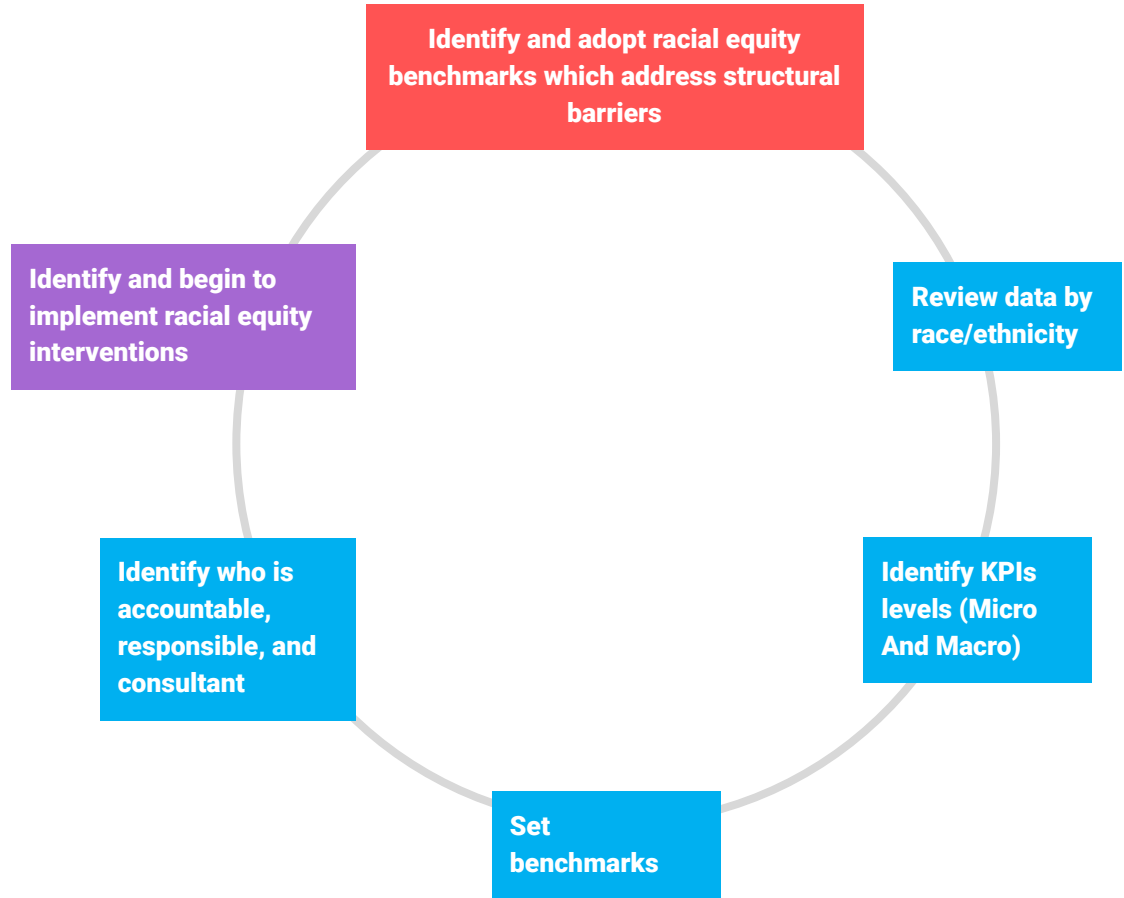 Identify and adopt racial equity
benchmarks which address structural
barriers
Review data by
race/ethnicity
Identify KPIs
levels (Micro
And Macro)
Set
benchmarks
Identify who is
accountable,
responsible, and
consultant
Identify and begin to
implement racial equity
interventions